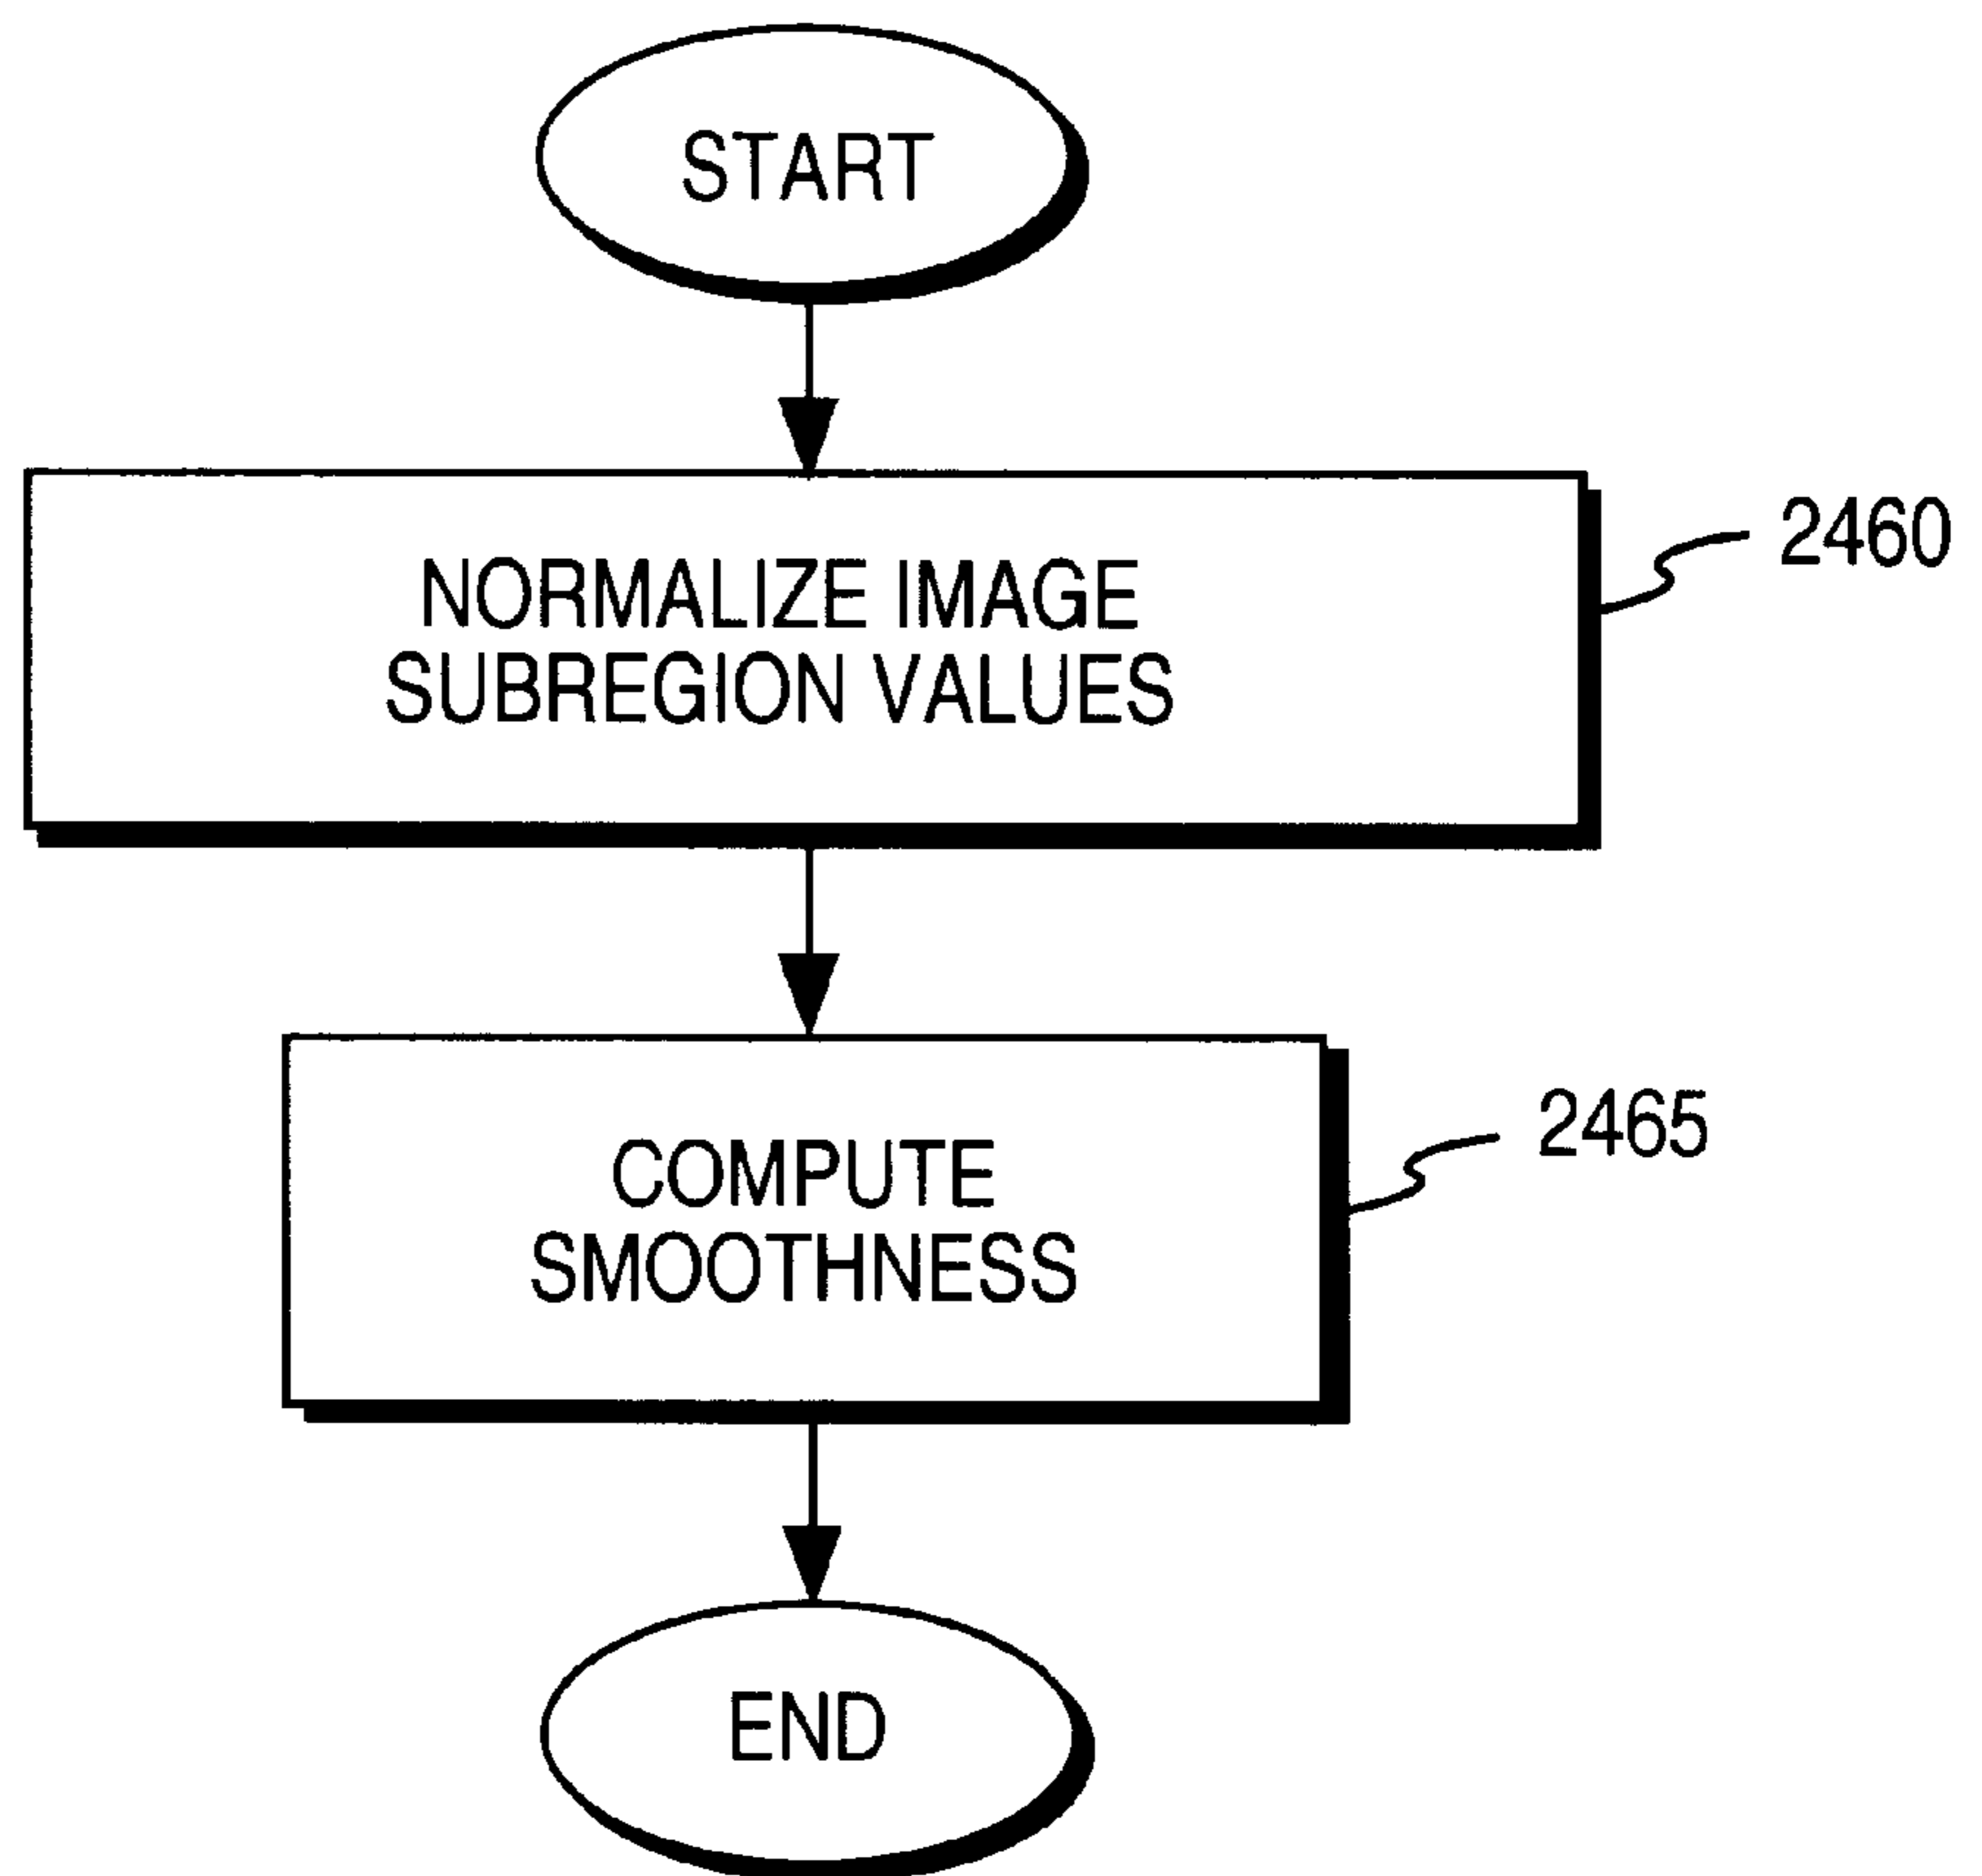 START
NORMALIZE IMAGE
SUBREGION VALUES
2460
COMPUTE
SMOOTHNESS
2465
END